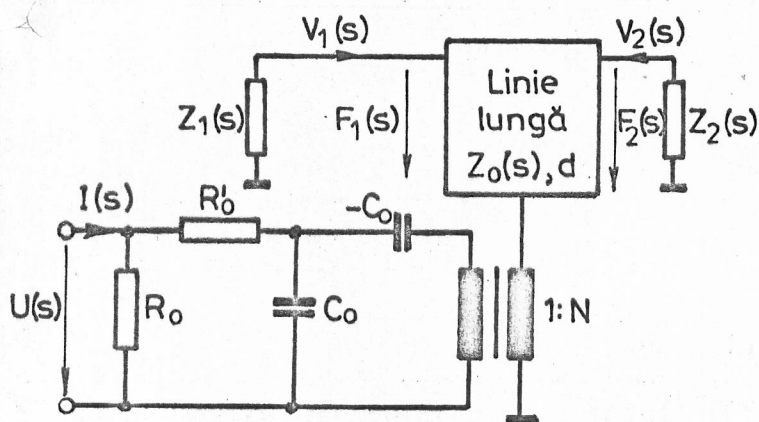 V₁(s)
V₂(s)
Linie
lungă
Z₀(s), d
Z₁(s)
F₁(s)
F₂(s)
Z₂(s)
I(s)
R'₀
-C₀
U(s)
R₀
C₀
1:N